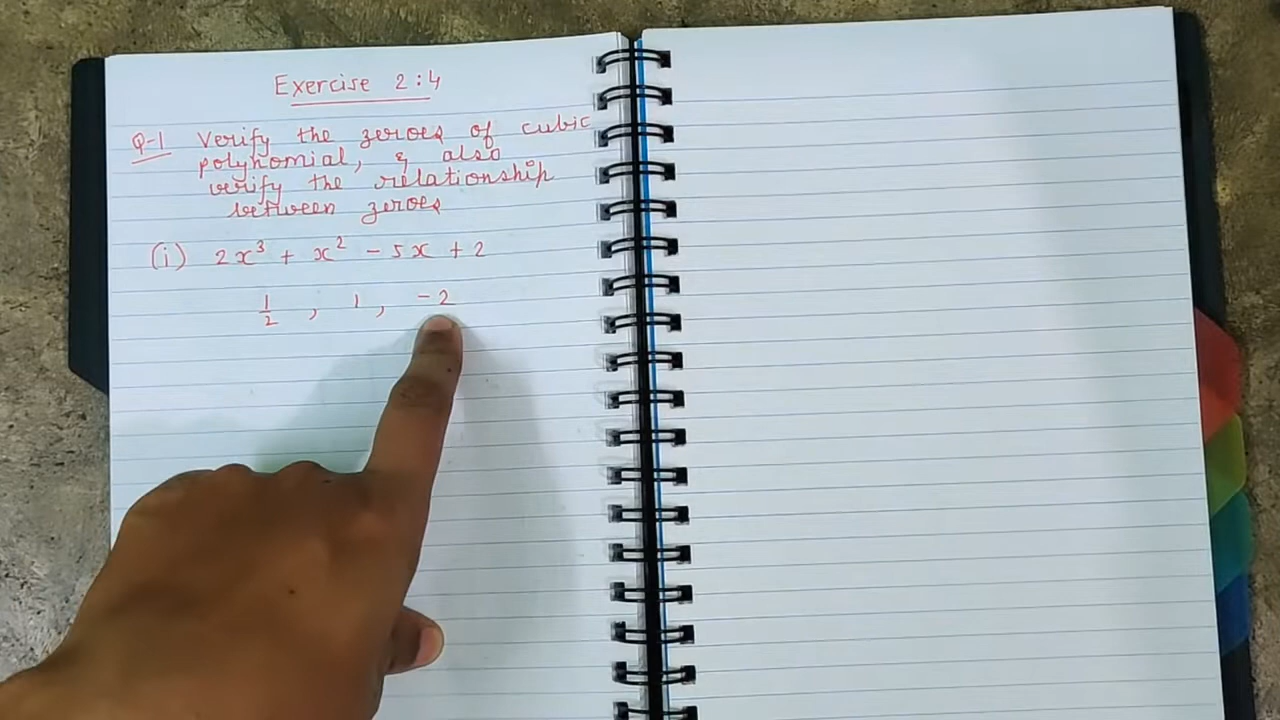 Exercise 2:4
Q-1 Verify the zeroes of cubic
polynomial, & also
verify the relationship
between zeroes
(i) 2x³ + x² - 5x + 2
1/2 , 1, -2